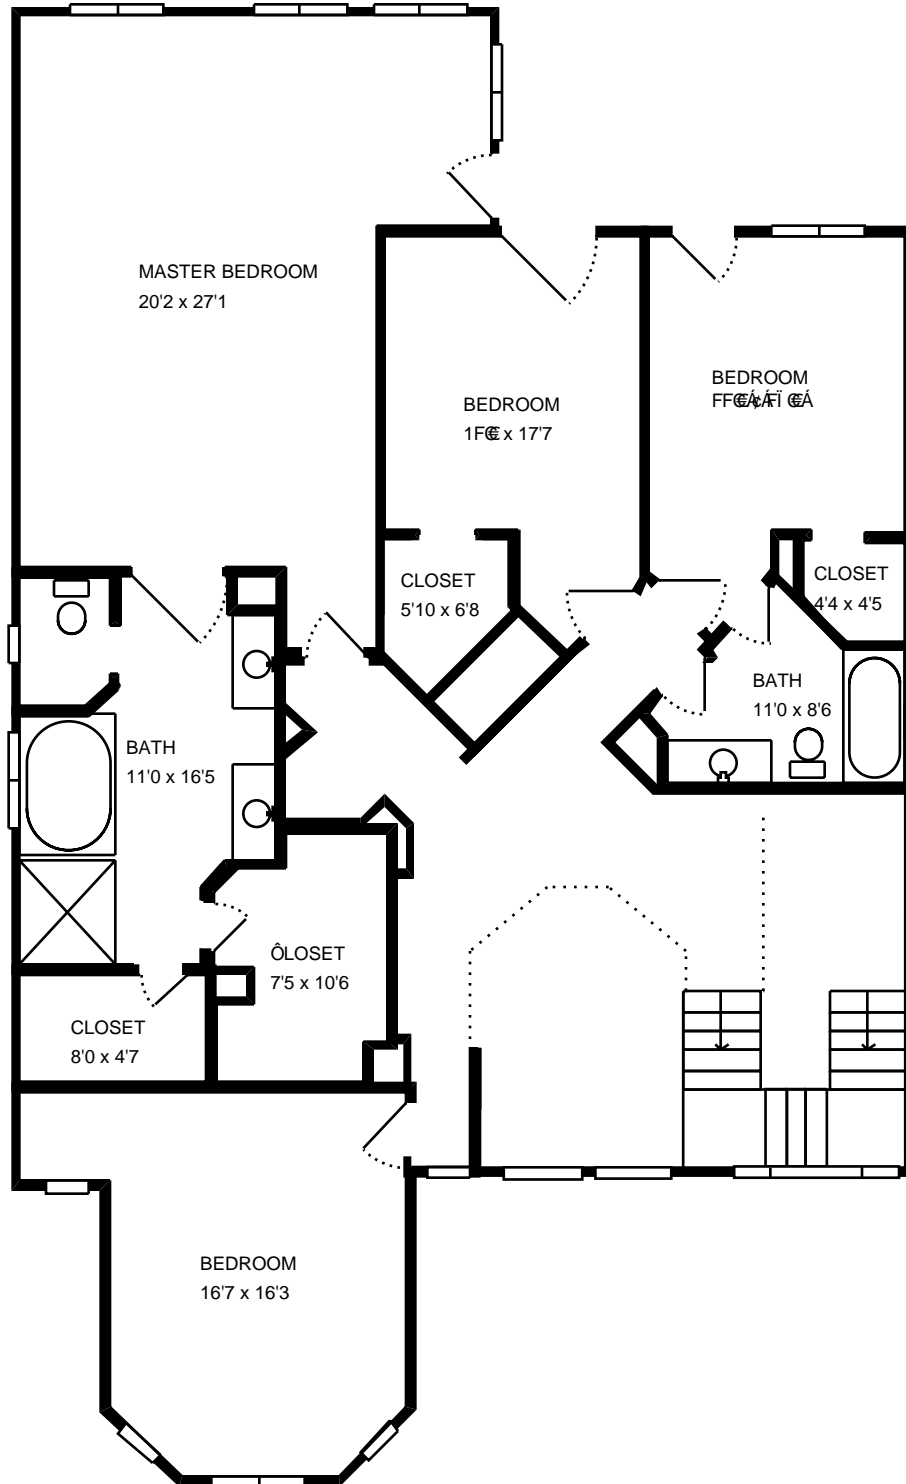 MASTER BEDROOM
20'2 x 27'1
BEDROOM
BEDROOM
x 17'7
CLOSET
5'10 x 6'8
CLOSET
4'4 x 4'5
BATH
11'0 x 8'6
BATH
11'0 x 16'5
ÔLOSET
7'5 x 10'6
CLOSET
8'0 x 4'7
BEDROOM
16'7 x 16'3